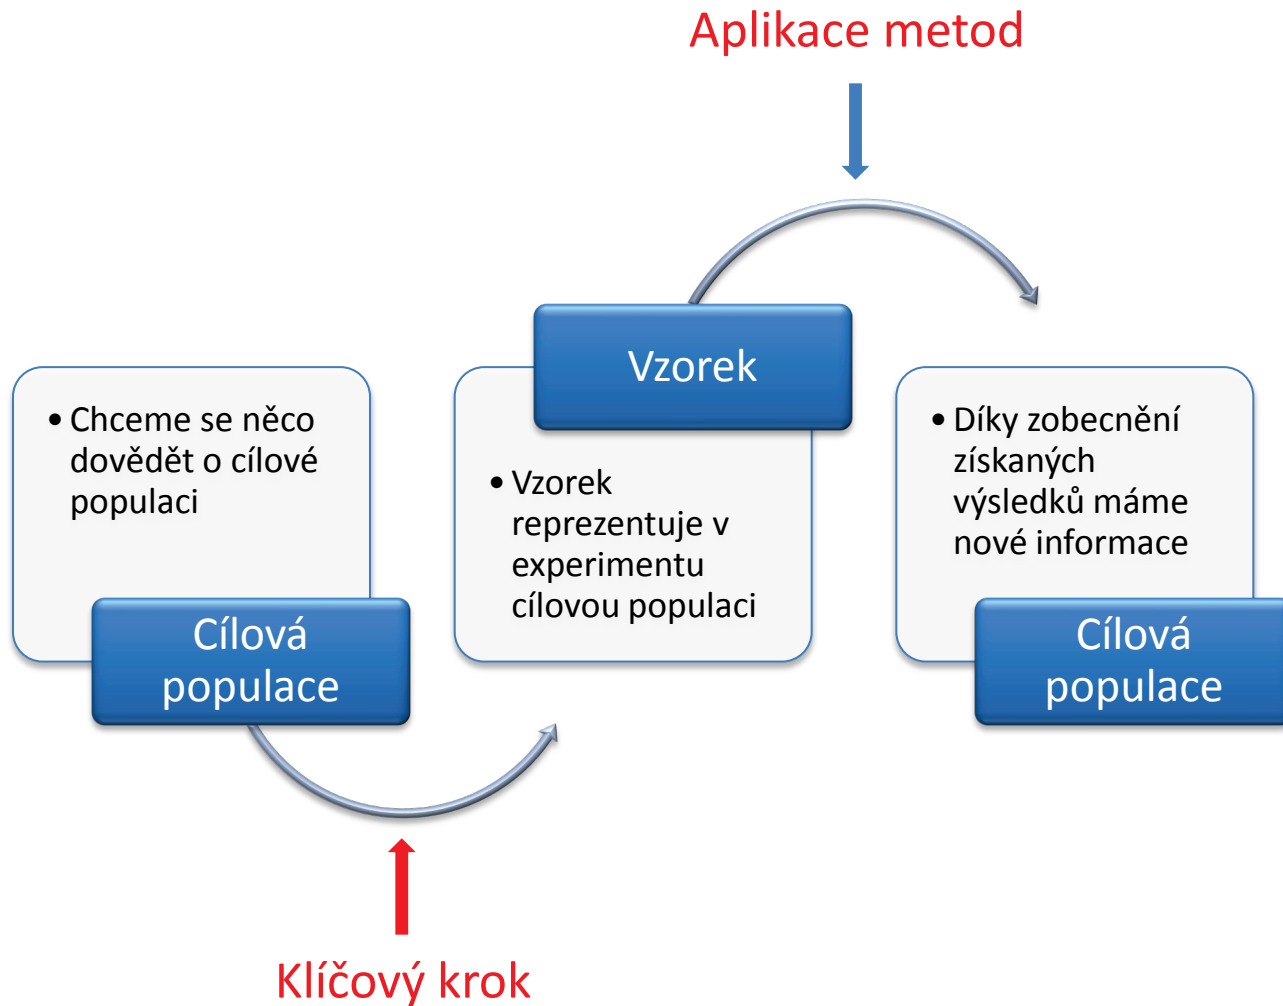 Aplikace metod
• Chceme se něco
dovědět o cílové
populaci
Cílová
populace
Vzorek
• Vzorek
reprezentuje v
experimentu
cílovou populaci
• Díky zobecnění
získaných
výsledků máme
nové informace
Cílová
populace
Klíčový krok